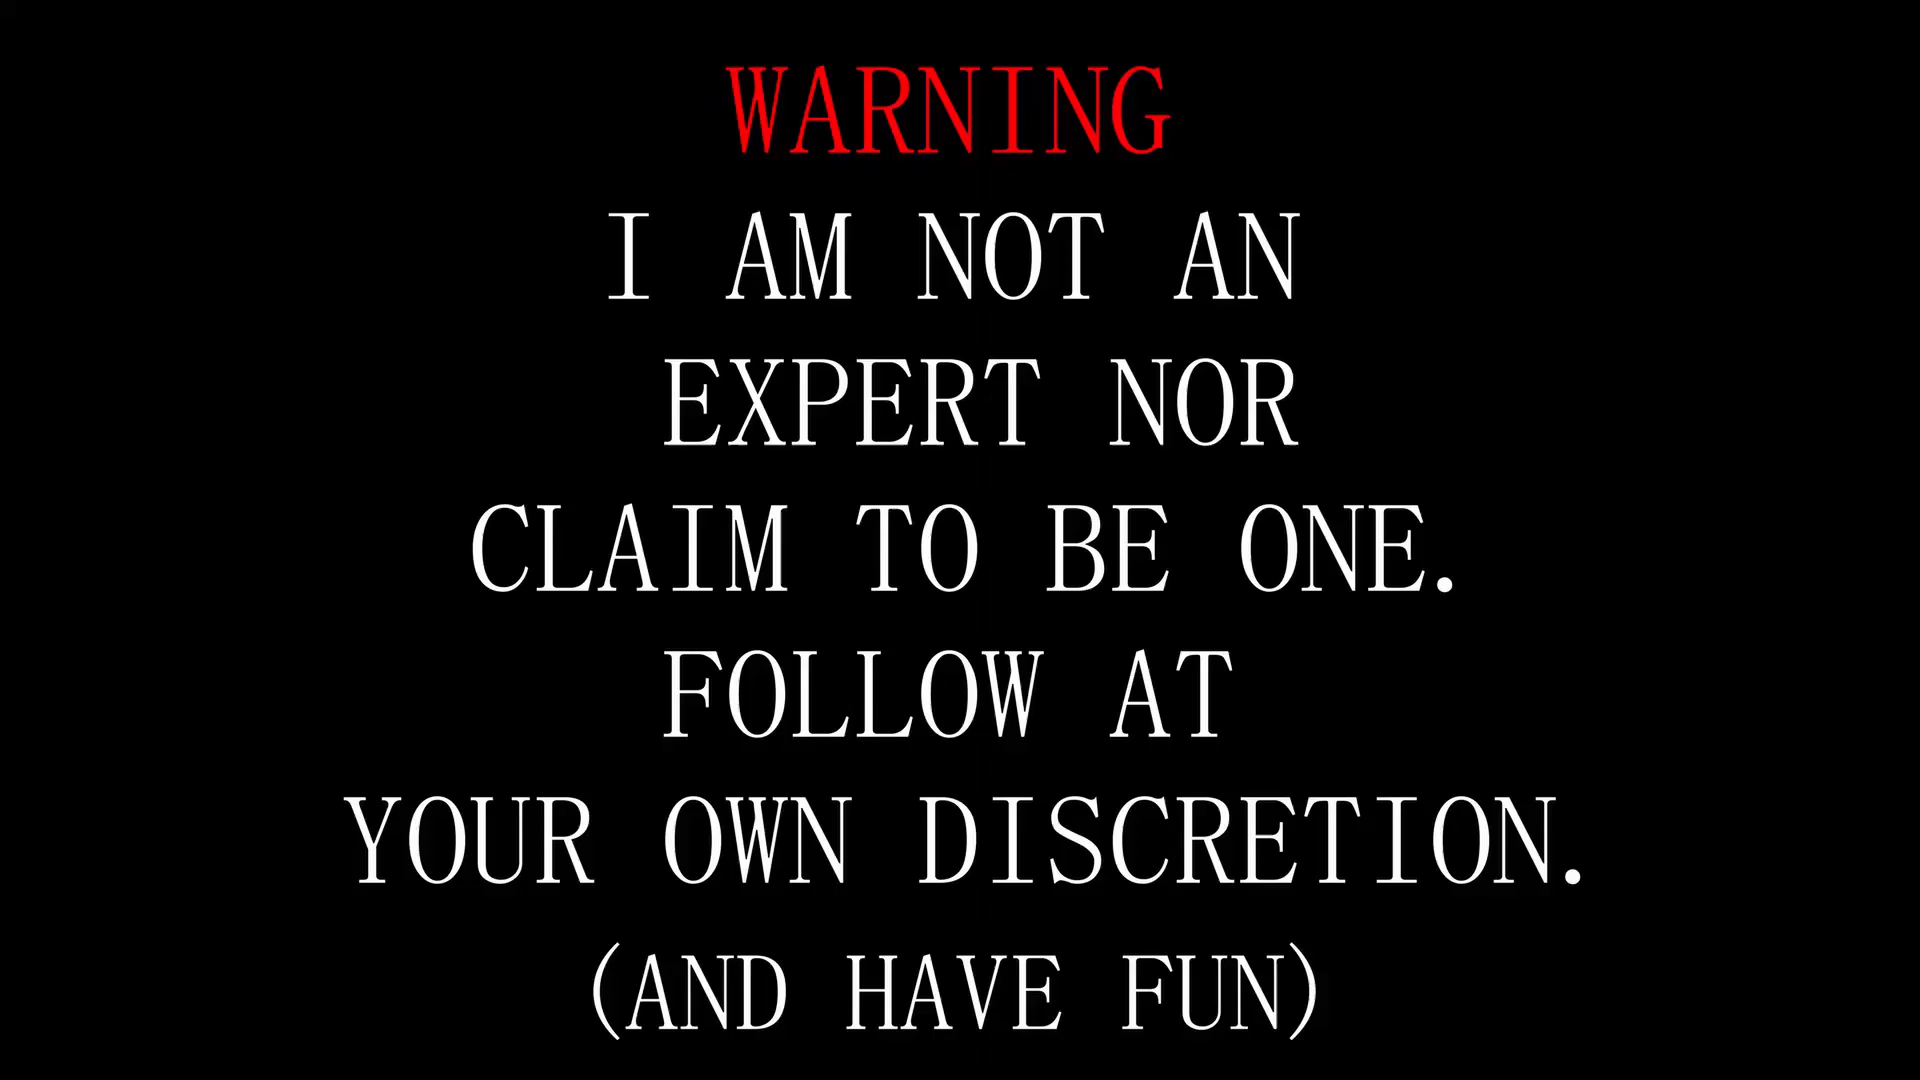 WARNING
I AM NOT AN
EXPERT NOR
CLAIM TO BE ONE.
FOLLOW AT
YOUR OWN DISCRETION.
(AND HAVE FUN)